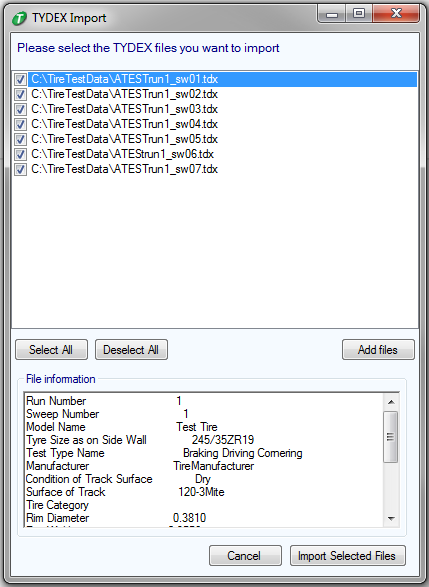 TYDEX Import
Please select the TYDEX files you want to import
C:\TireTestData\ATESTrun1_sw01.tdx
C:\TireTestData\ATESTrun1_sw02.tdx
C:\TireTestData\ATESTrun1_sw03.tdx
C:\TireTestData\ATESTrun1_sw04.tdx
C:\TireTestData\ATESTrun1_sw05.tdx
C:\TireTestData\ATEStrun1_sw06.tdx
C:\TireTestData\ATESTrun1_sw07.tdx
Select All Deselect All Add files
File information
Run Number 1
Sweep Number 1
Model Name Test Tire
Tyre Size as on Side Wall 245/35ZR19
Test Type Name Braking Driving Cornering
Manufacturer TireManufacturer
Condition of Track Surface Dry
Surface of Track 120-3Mite
Tire Category
Rim Diameter 0.3810
Cancel Import Selected Files